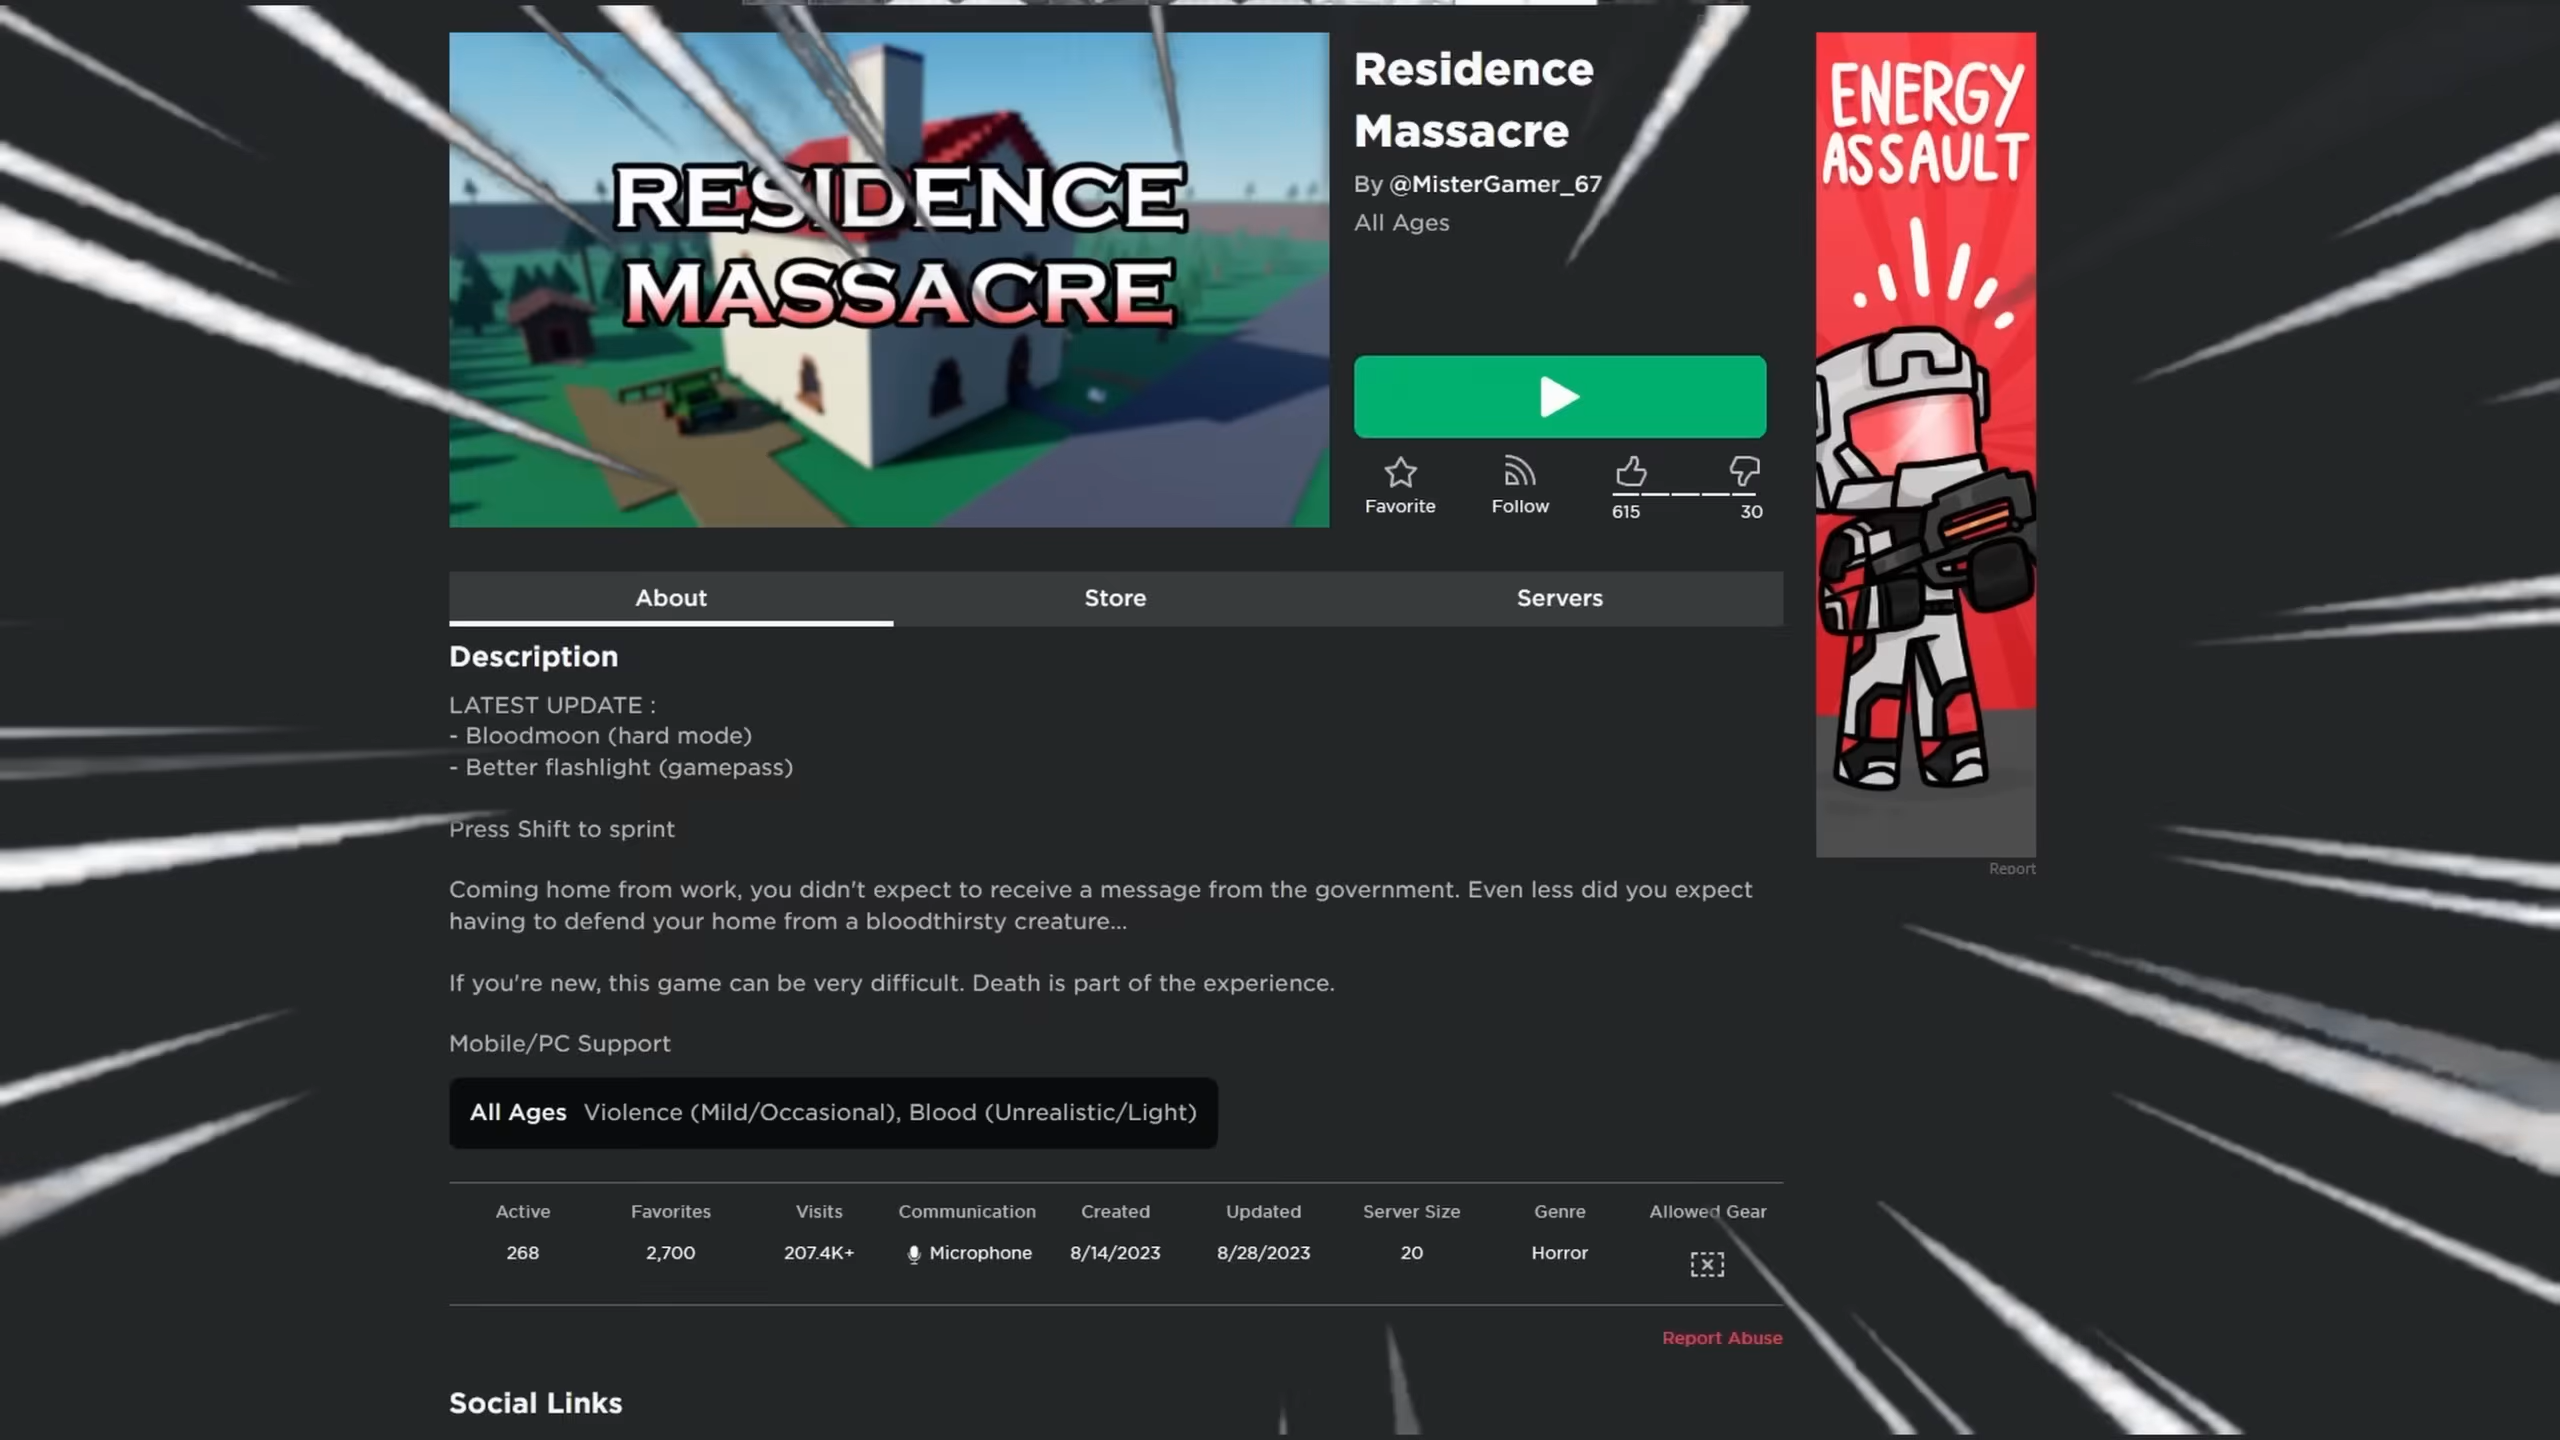 RESIDENCE
MASSACRE
Residence
Massacre
By @MisterGamer_67
All Ages
Favorite
Follow
615
30
ENERGY
ASSAULT
Report
About
Store
Servers
Description
LATEST UPDATE :
- Bloodmoon (hard mode)
- Better flashlight (gamepass)
Press Shift to sprint
Coming home from work, you didn't expect to receive a message from the government. Even less did you expect
having to defend your home from a bloodthirsty creature...
If you're new, this game can be very difficult. Death is part of the experience.
Mobile/PC Support
All Ages Violence (Mild/Occasional), Blood (Unrealistic/Light)
Active Favorites Visits Communication Created Updated Server Size Genre Allowed Gear
268 2,700 207.4K+ Microphone 8/14/2023 8/28/2023 20 Horror
Report Abuse
Social Links